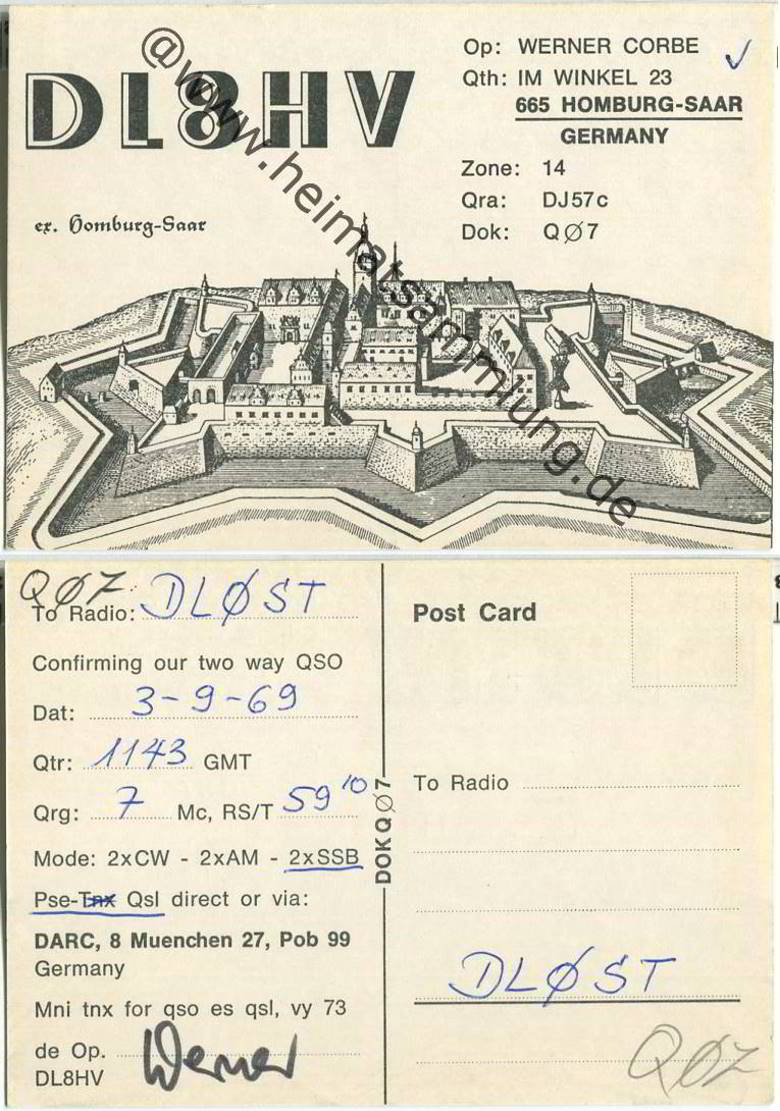 DL8HV
Op: WERNER CORBE
Qth: IM WINKEL 23
665 HOMBURG-SAAR
GERMANY
Zone: 14
Qra: DJ57c
Dok: QØ7
ex. Homburg-Saar
@www.heimatsammlung.de
QØ7
To Radio: DLØST
Confirming our two way QSO
Dat: 3-9-69
Qtr: 1143 GMT
Qrg: 7 Mc, RS/T 59 10
Mode: 2xCW - 2xAM - 2xSSB
Pse-Tnx Qsl direct or via:
DARC, 8 Muenchen 27, Pob 99
Germany
Mni tnx for qso es qsl, vy 73
de Op. Werner
DL8HV
DOK QØ7
Post Card
To Radio
DLØST
QØ7